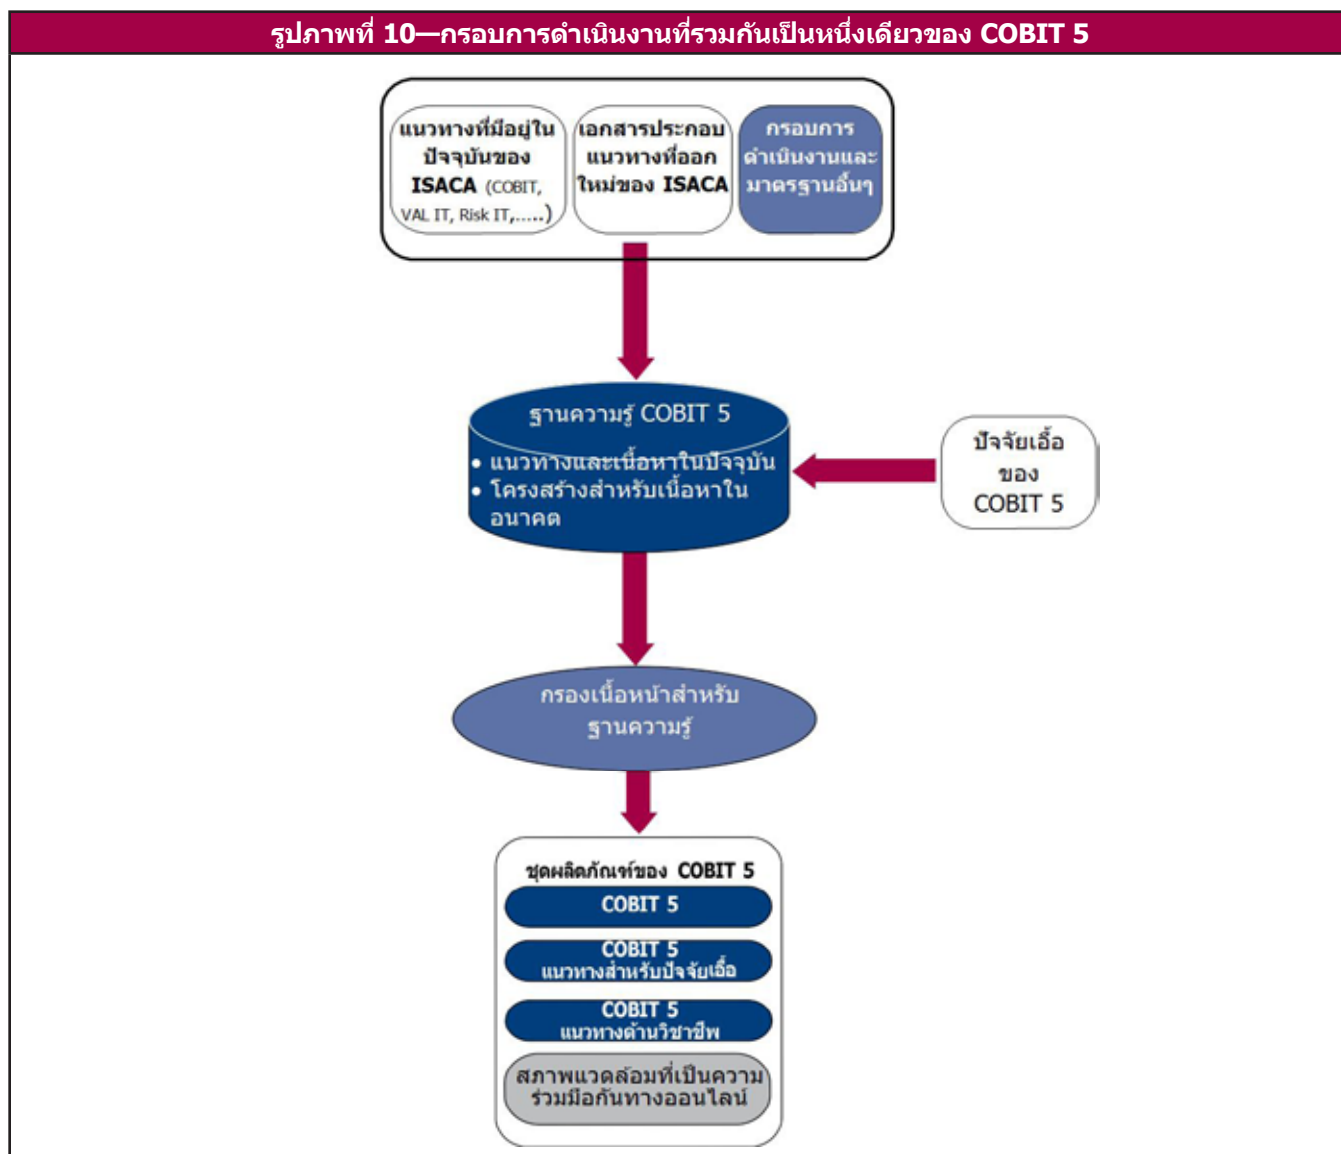 รูปภาพที่ 10—กรอบการดำเนินงานที่รวมกันเป็นหนึ่งเดียวของ COBIT 5
แนวทางที่มีอยู่ใน
ปัจจุบันของ
ISACA (COBIT,
VAL IT, Risk IT,.....)
เอกสารประกอบ
แนวทางที่ออก
ใหม่ของ ISACA
กรอบการ
ดำเนินงานและ
มาตรฐานอื่นๆ
ฐานความรู้ COBIT 5
• แนวทางและเนื้อหาในปัจจุบัน
• โครงสร้างสำหรับเนื้อหาใน
อนาคต
ปัจจัยเอื้อ
ของ
COBIT 5
กรองเนื้อหน้าสำหรับ
ฐานความรู้
ชุดผลิตภัณฑ์ของ COBIT 5
COBIT 5
COBIT 5
แนวทางสำหรับปัจจัยเอื้อ
COBIT 5
แนวทางด้านวิชาชีพ
สภาพแวดล้อมที่เป็นความ
ร่วมมือกันทางออนไลน์